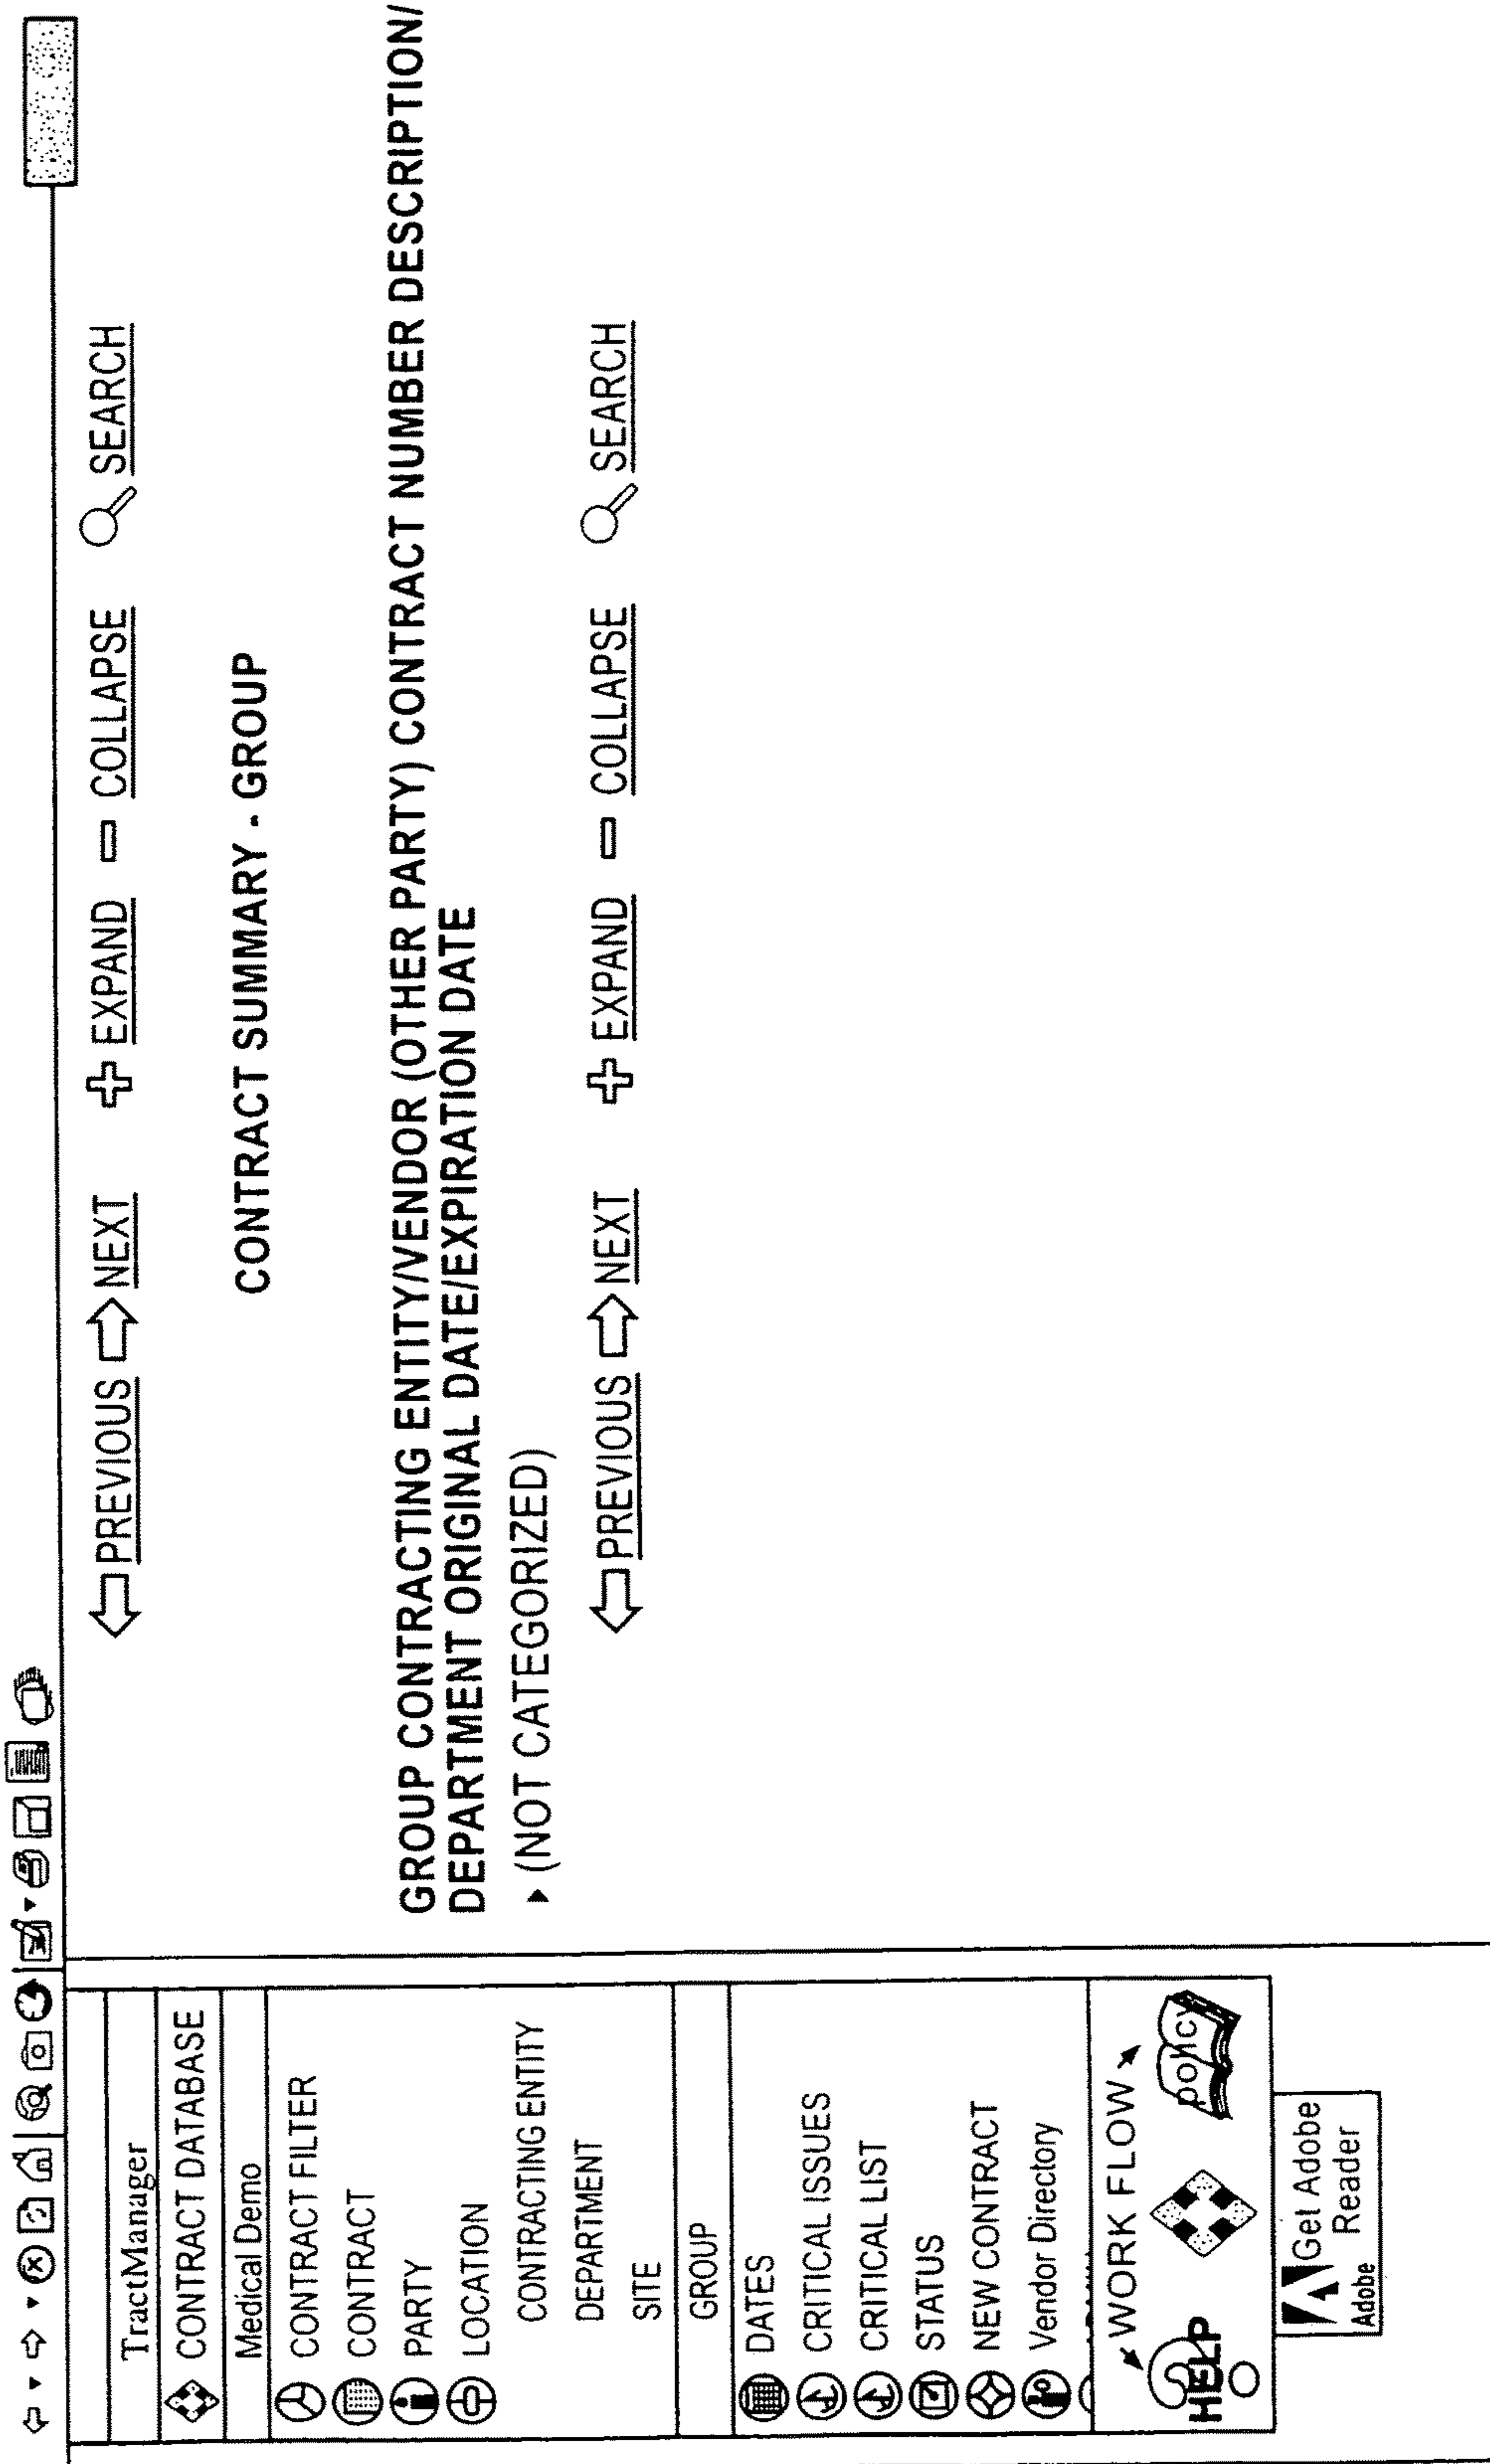 TractManager
CONTRACT DATABASE
Medical Demo
CONTRACT FILTER
CONTRACT
PARTY
LOCATION
CONTRACTING ENTITY
DEPARTMENT
SITE
GROUP
DATES
CRITICAL ISSUES
CRITICAL LIST
STATUS
NEW CONTRACT
Vendor Directory
WORK FLOW
HELP
policy
Get Adobe
Reader
Adobe
PREVIOUS NEXT EXPAND COLLAPSE SEARCH
CONTRACT SUMMARY - GROUP
GROUP CONTRACTING ENTITY/VENDOR (OTHER PARTY) CONTRACT NUMBER DESCRIPTION/
DEPARTMENT ORIGINAL DATE/EXPIRATION DATE
(NOT CATEGORIZED)
PREVIOUS NEXT EXPAND COLLAPSE SEARCH